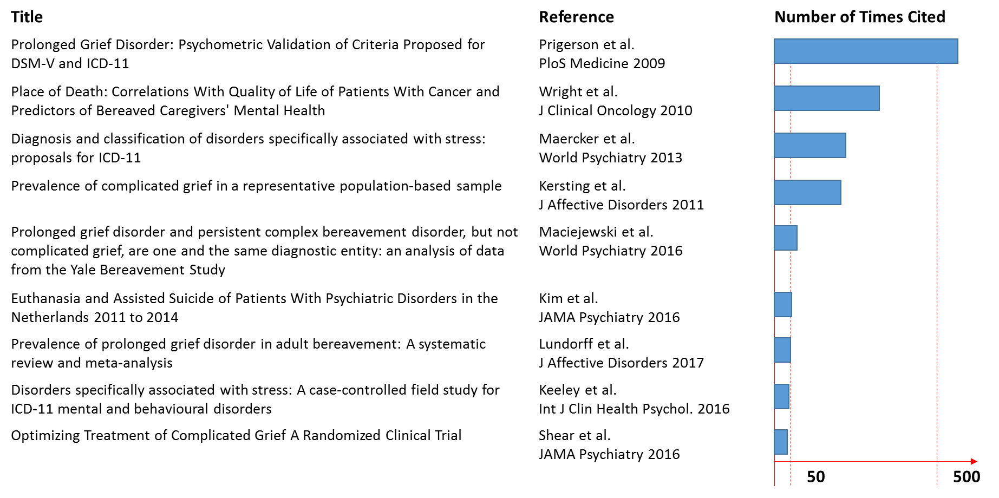 Title Reference Number of Times Cited
Prolonged Grief Disorder: Psychometric Validation of Criteria Proposed for
DSM-V and ICD-11
Prigerson et al.
PloS Medicine 2009
Place of Death: Correlations With Quality of Life of Patients With Cancer and
Predictors of Bereaved Caregivers' Mental Health
Wright et al.
J Clinical Oncology 2010
Diagnosis and classification of disorders specifically associated with stress:
proposals for ICD-11
Maercker et al.
World Psychiatry 2013
Prevalence of complicated grief in a representative population-based sample
Kersting et al.
J Affective Disorders 2011
Prolonged grief disorder and persistent complex bereavement disorder, but not
complicated grief, are one and the same diagnostic entity: an analysis of data
from the Yale Bereavement Study
Maciejewski et al.
World Psychiatry 2016
Euthanasia and Assisted Suicide of Patients With Psychiatric Disorders in the
Netherlands 2011 to 2014
Kim et al.
JAMA Psychiatry 2016
Prevalence of prolonged grief disorder in adult bereavement: A systematic
review and meta-analysis
Lundorff et al.
J Affective Disorders 2017
Disorders specifically associated with stress: A case-controlled field study for
ICD-11 mental and behavioural disorders
Keeley et al.
Int J Clin Health Psychol. 2016
Optimizing Treatment of Complicated Grief A Randomized Clinical Trial
Shear et al.
JAMA Psychiatry 2016
50 500